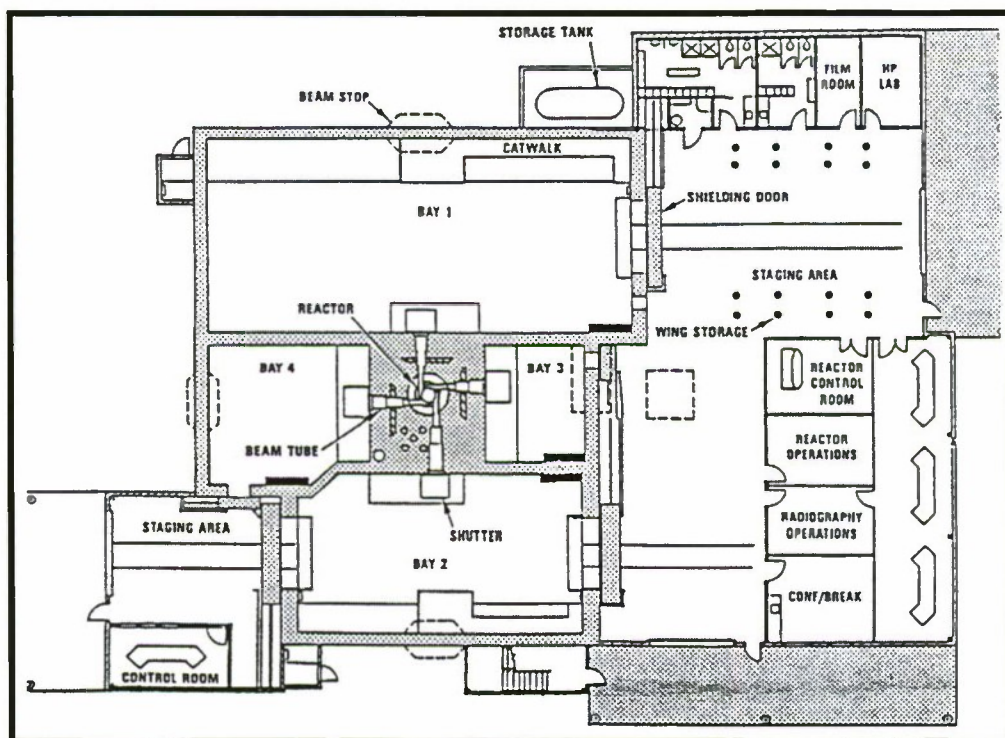 STORAGE TANK
BEAM STOP
FILM
ROOM
HP
LAB
CATWALK
BAY 1
SHIELDING DOOR
STAGING AREA
REACTOR
WING STORAGE
BAY 4
BAY 3
REACTOR
CONTROL
ROOM
BEAM TUBE
REACTOR
OPERATIONS
STAGING AREA
SHUTTER
RADIOGRAPHY
OPERATIONS
BAY 2
CONF/BREAK
CONTROL ROOM